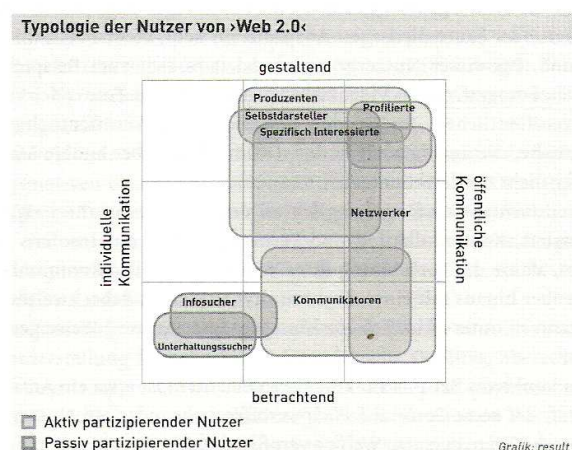 Typologie der Nutzer von ›Web 2.0‹
gestaltend
Produzenten
Profilierte
Selbstdarsteller
Spezifisch Interessierte
individuelle
Kommunikation
öffentliche
Kommunikation
Netzwerker
Infosucher
Kommunikatoren
Unterhaltungssucher
betrachtend
Aktiv partizipierender Nutzer
Passiv partizipierender Nutzer
Grafik: result